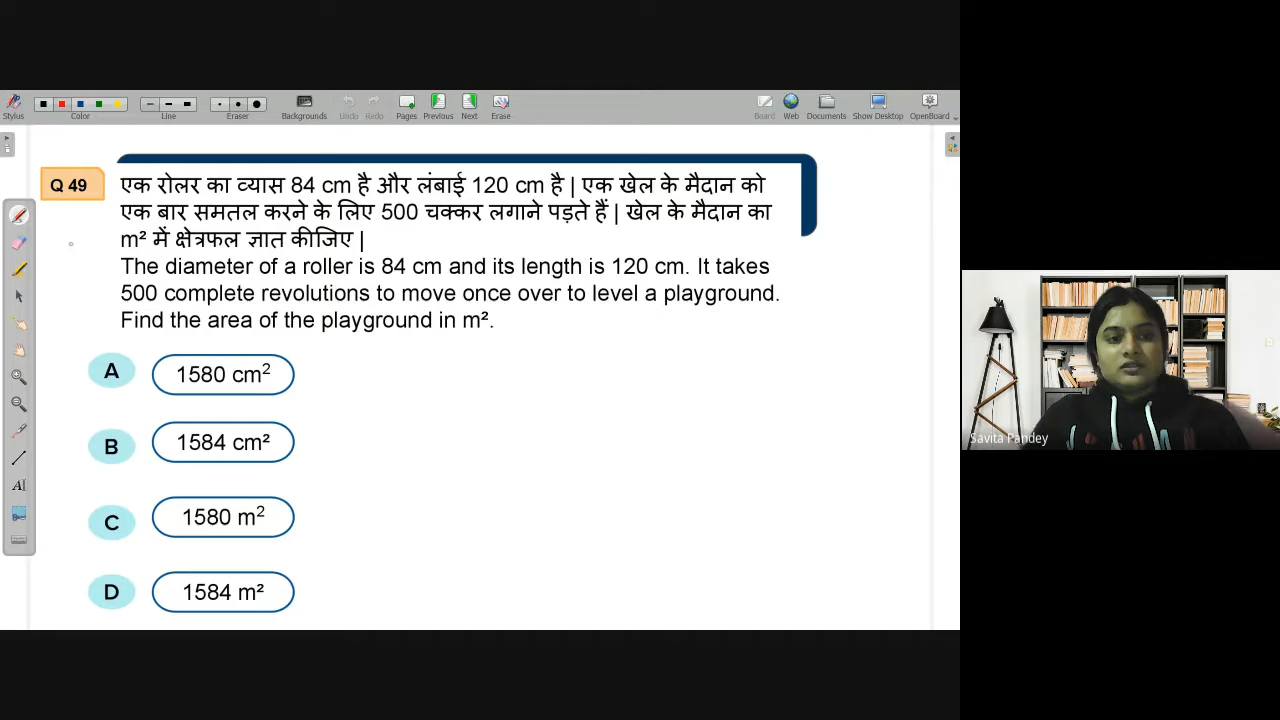 Stylus
Color
Line
Eraser
Backgrounds
Undo
Redo
Pages
Previous
Next
Erase
Board
Web
Documents
Show Desktop
OpenBoard
Q 49
एक रोलर का व्यास 84 cm है और लंबाई 120 cm है | एक खेल के मैदान को
एक बार समतल करने के लिए 500 चक्कर लगाने पड़ते हैं | खेल के मैदान का
m² में क्षेत्रफल ज्ञात कीजिए |
The diameter of a roller is 84 cm and its length is 120 cm. It takes
500 complete revolutions to move once over to level a playground.
Find the area of the playground in m².
A 1580 cm²
B 1584 cm²
C 1580 m²
D 1584 m²
AI
Savita Pandey